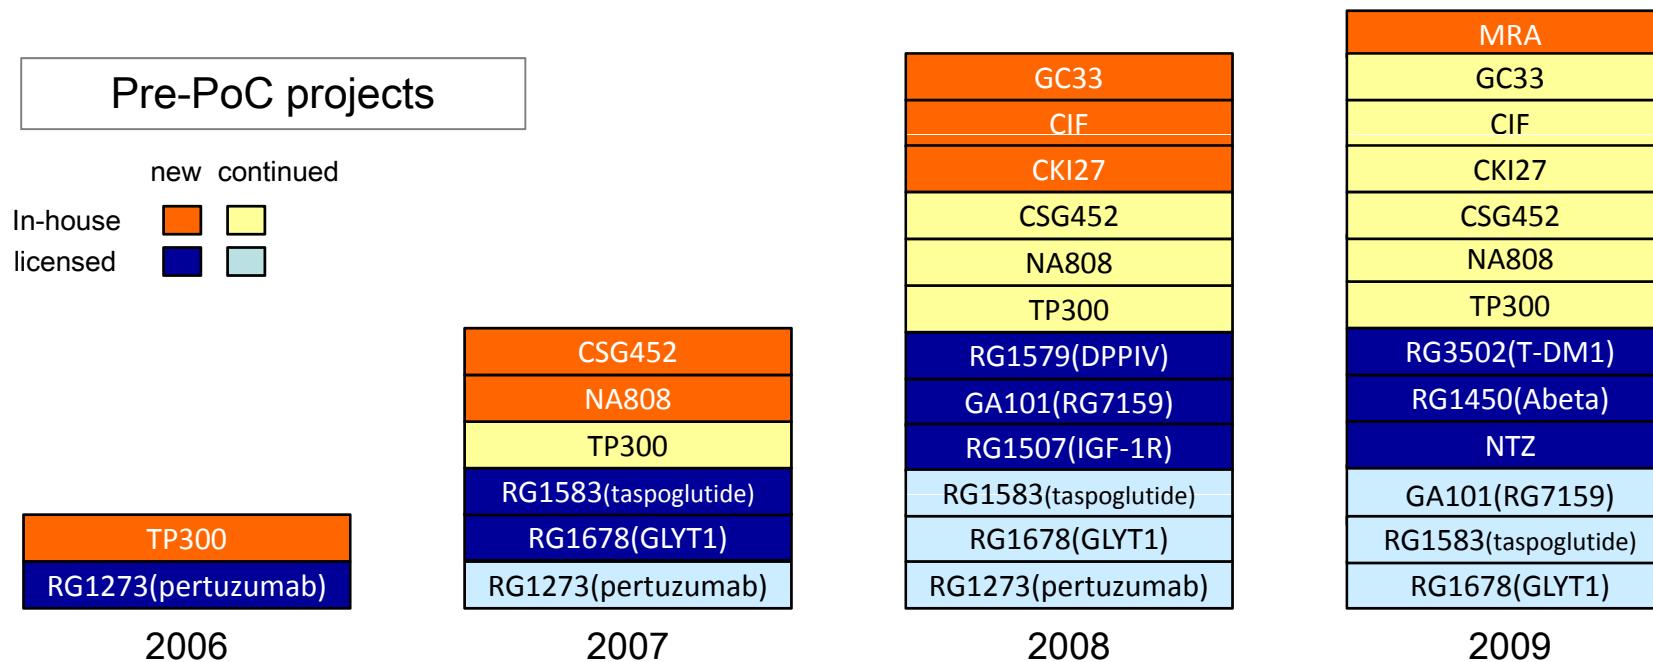 Pre-PoC projects
new continued
In-house
licensed
TP300
RG1273(pertuzumab)
2006
CSG452
NA808
TP300
RG1583(taspoglutide)
RG1678(GLYT1)
RG1273(pertuzumab)
2007
GC33
CIF
CKI27
CSG452
NA808
TP300
RG1579(DPPIV)
GA101(RG7159)
RG1507(IGF-1R)
RG1583(taspoglutide)
RG1678(GLYT1)
RG1273(pertuzumab)
2008
MRA
GC33
CIF
CKI27
CSG452
NA808
TP300
RG3502(T-DM1)
RG1450(Abeta)
NTZ
GA101(RG7159)
RG1583(taspoglutide)
RG1678(GLYT1)
2009